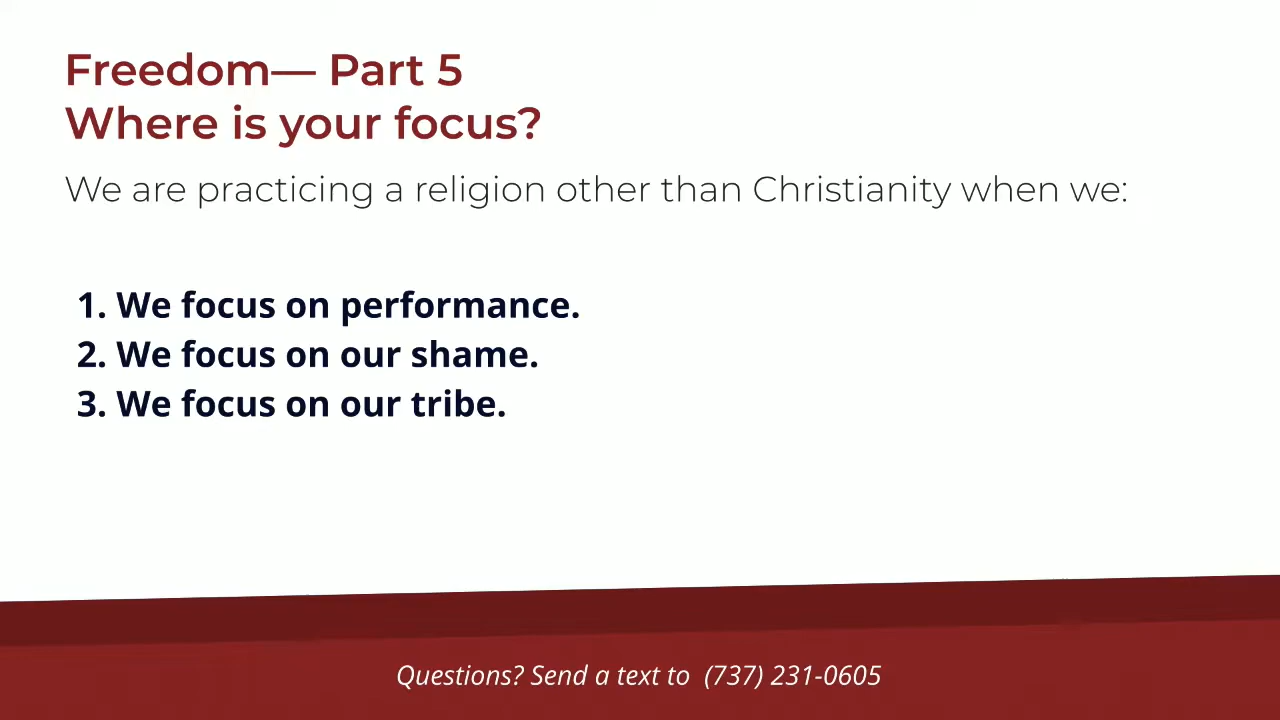 Freedom— Part 5
Where is your focus?
We are practicing a religion other than Christianity when we:
1. We focus on performance.
2. We focus on our shame.
3. We focus on our tribe.
Questions? Send a text to (737) 231-0605